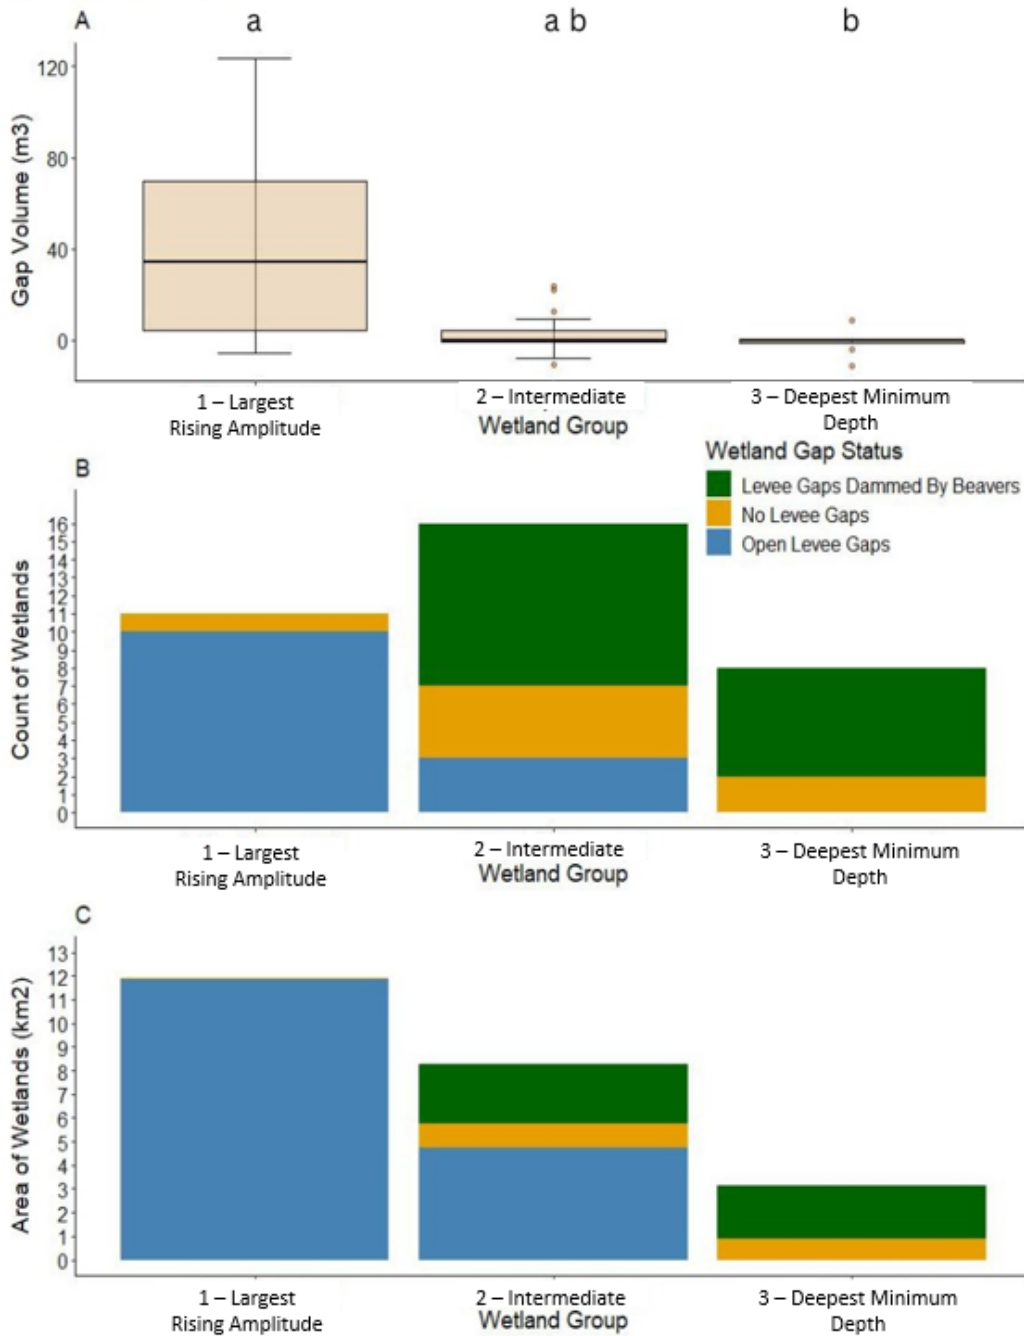 A
a
a b
b
Gap Volume (m3)
120
80
40
0
1 – Largest
Rising Amplitude
2 – Intermediate
3 – Deepest Minimum
Depth
Wetland Group
B
Wetland Gap Status
Levee Gaps Dammed By Beavers
No Levee Gaps
Open Levee Gaps
Count of Wetlands
16
15
14
13
12
11
10
9
8
7
6
5
4
3
2
1
0
1 – Largest
Rising Amplitude
2 – Intermediate
3 – Deepest Minimum
Depth
Wetland Group
C
Area of Wetlands (km2)
13
12
11
10
9
8
7
6
5
4
3
2
1
0
1 – Largest
Rising Amplitude
2 – Intermediate
3 – Deepest Minimum
Depth
Wetland Group